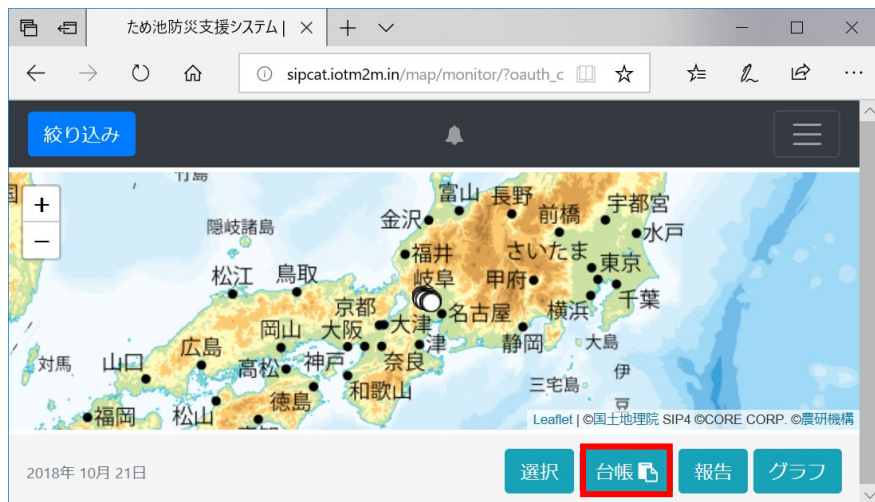 ため池防災支援システム |
sipcat.iotm2m.in/map/monitor/?oauth_c
絞り込み
竹島
+
−
富山 長野
宇都宮
金沢 前橋
水戸
隠岐諸島
福井 さいたま
東京
松江 鳥取
岐阜 甲府
千葉
京都
名古屋 横浜
岡山 大阪 大津
広島
津 静岡 大島
対馬 山口
高松 神戸 奈良
伊
和歌山
三宅島
徳島
豆
福岡 松山
Leaflet | ©国土地理院 SIP4 ©CORE CORP. ©農研機構
2018年 10月 21日
選択 台帳 報告 グラフ